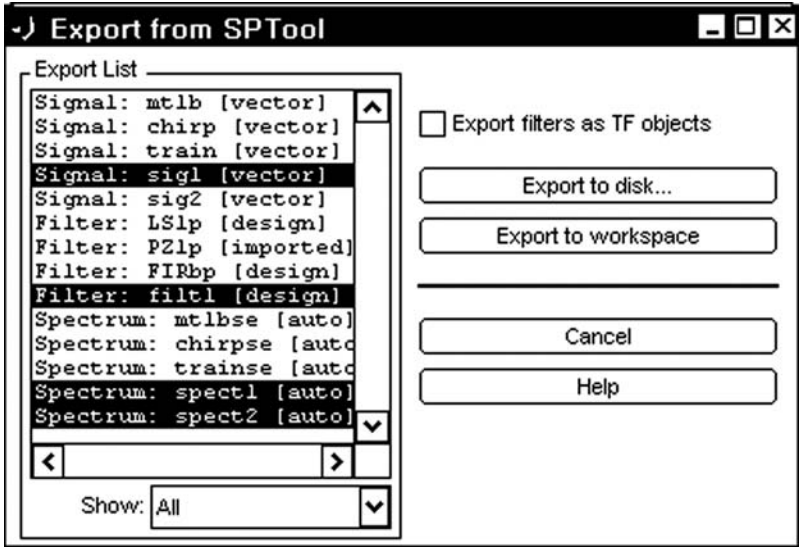 Export from SPTool
Export List
Signal: mtlb [vector]
Signal: chirp [vector]
Signal: train [vector]
Signal: sig1 [vector]
Signal: sig2 [vector]
Filter: LSlp [design]
Filter: PZlp [imported]
Filter: FIRbp [design]
Filter: filt1 [design]
Spectrum: mtlbse [auto]
Spectrum: chirpse [auto
Spectrum: trainse [auto
Spectrum: spect1 [auto]
Spectrum: spect2 [auto]
Show: All
Export filters as TF objects
Export to disk...
Export to workspace
Cancel
Help